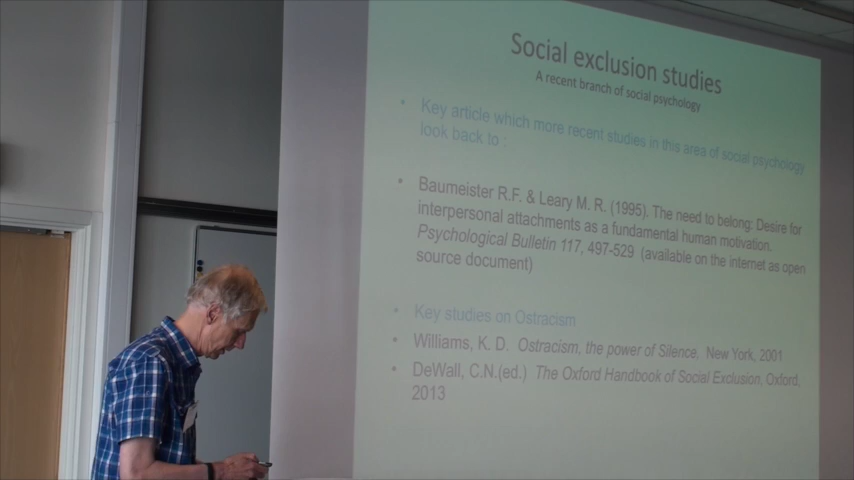 Social exclusion studies
A recent branch of social psychology
• Key article which more recent studies in this area of social psychology
look back to :
• Baumeister R.F. & Leary M. R. (1995). The need to belong: Desire for
interpersonal attachments as a fundamental human motivation.
Psychological Bulletin 117, 497-529 (available on the internet as open
source document)
• Key studies on Ostracism
• Williams, K. D. Ostracism, the power of Silence. New York, 2001
• DeWall, C.N.(ed.) The Oxford Handbook of Social Exclusion, Oxford,
2013